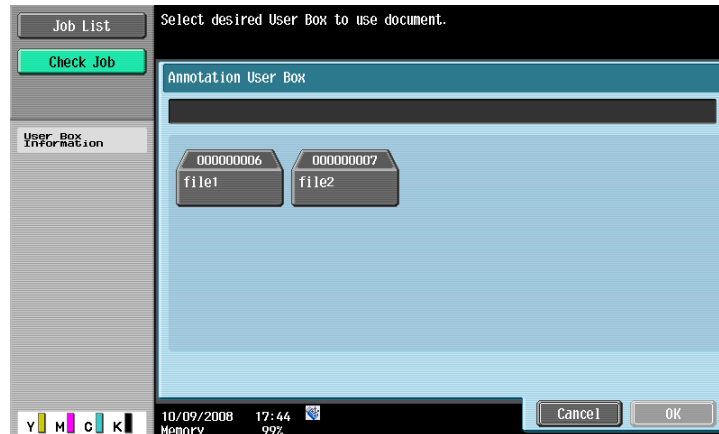 Job List
Check Job
User Box
Information
Select desired User Box to use document.
Annotation User Box
000000006
file1
000000007
file2
Cancel
OK
10/09/2008 17:44
Memory 99%
Y M C K